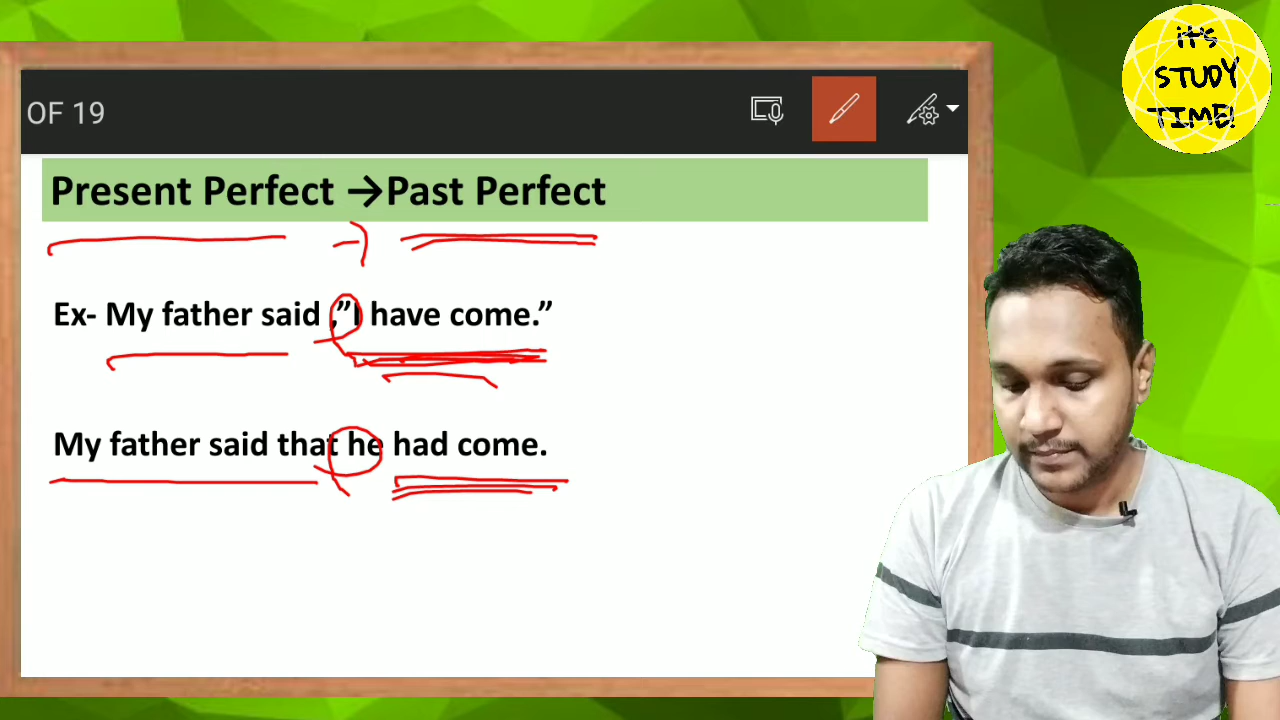 it's
STUDY
TIME!
OF 19
Present Perfect →Past Perfect
Ex- My father said ,”I have come.”
My father said that he had come.